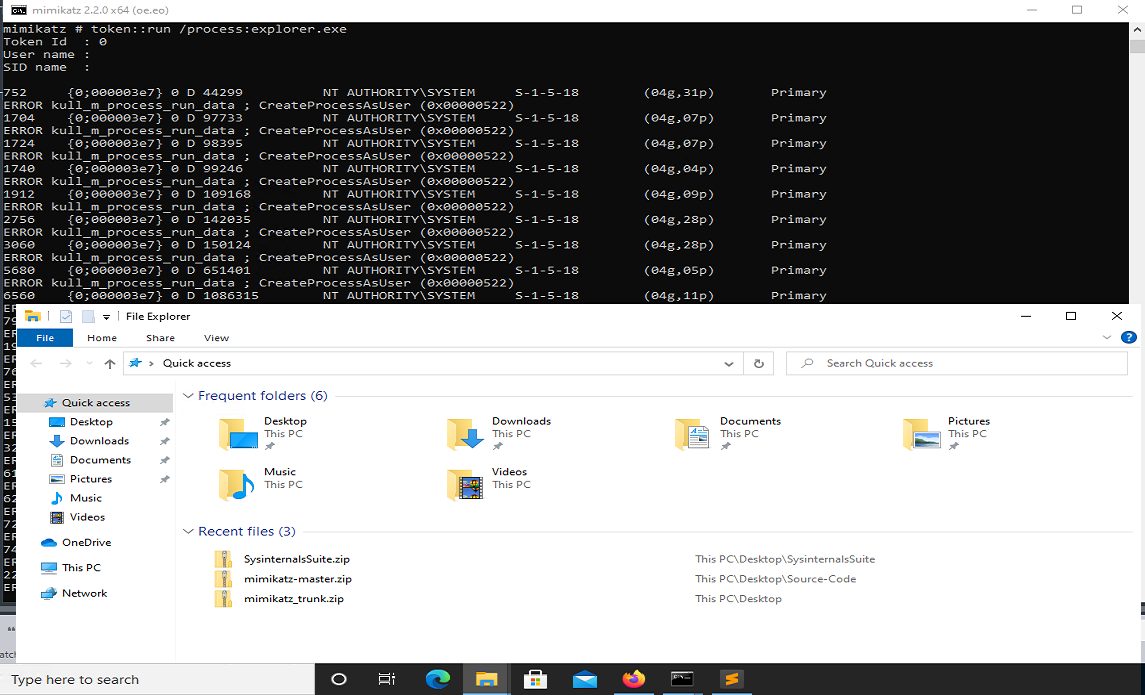 mimikatz 2.2.0 x64 (oe.eo)
mimikatz # token::run /process:explorer.exe
Token Id  : 0
User name :
SID name  :
752     {0;000003e7} 0 D 44299          NT AUTHORITY\SYSTEM     S-1-5-18        (04g,31p)       Primary
ERROR kull_m_process_run_data ; CreateProcessAsUser (0x00000522)
1704    {0;000003e7} 0 D 97733          NT AUTHORITY\SYSTEM     S-1-5-18        (04g,07p)       Primary
ERROR kull_m_process_run_data ; CreateProcessAsUser (0x00000522)
1724    {0;000003e7} 0 D 98395          NT AUTHORITY\SYSTEM     S-1-5-18        (04g,07p)       Primary
ERROR kull_m_process_run_data ; CreateProcessAsUser (0x00000522)
1740    {0;000003e7} 0 D 99246          NT AUTHORITY\SYSTEM     S-1-5-18        (04g,04p)       Primary
ERROR kull_m_process_run_data ; CreateProcessAsUser (0x00000522)
1912    {0;000003e7} 0 D 109168         NT AUTHORITY\SYSTEM     S-1-5-18        (04g,09p)       Primary
ERROR kull_m_process_run_data ; CreateProcessAsUser (0x00000522)
2756    {0;000003e7} 0 D 142035         NT AUTHORITY\SYSTEM     S-1-5-18        (04g,28p)       Primary
ERROR kull_m_process_run_data ; CreateProcessAsUser (0x00000522)
3060    {0;000003e7} 0 D 150124         NT AUTHORITY\SYSTEM     S-1-5-18        (04g,28p)       Primary
ERROR kull_m_process_run_data ; CreateProcessAsUser (0x00000522)
5680    {0;000003e7} 0 D 651401         NT AUTHORITY\SYSTEM     S-1-5-18        (04g,05p)       Primary
ERROR kull_m_process_run_data ; CreateProcessAsUser (0x00000522)
6560    {0;000003e7} 0 D 1086315        NT AUTHORITY\SYSTEM     S-1-5-18        (04g,11p)       Primary
File Explorer
File Home Share View
Quick access Search Quick access
Quick access
Desktop
Downloads
Documents
Pictures
Music
Videos
OneDrive
This PC
Network
Frequent folders (6)
Desktop
This PC
Downloads
This PC
Documents
This PC
Pictures
This PC
Music
This PC
Videos
This PC
Recent files (3)
SysinternalsSuite.zip This PC\Desktop\SysinternalsSuite
mimikatz-master.zip This PC\Desktop\Source-Code
mimikatz_trunk.zip This PC\Desktop
Type here to search